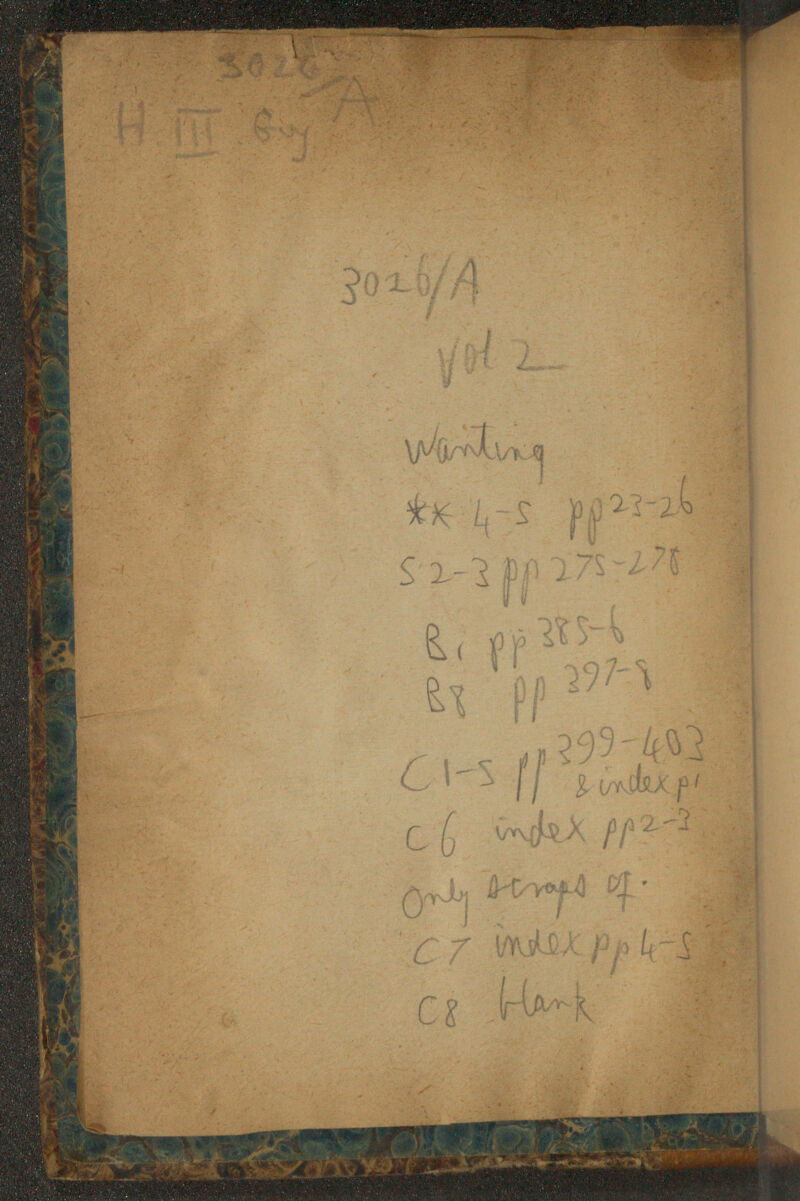 3026
/A
H III Guy
3026/A
Vol 2
Wanting
** 4-5 pp 23-26
S 2-3 pp 275-278
B1 pp 385-6
B8 pp 397-8
C1-5 pp 399-403
& index p1
C6 index pp 2-3
Only scraps of.
C7 index pp 4-5
C8 blank